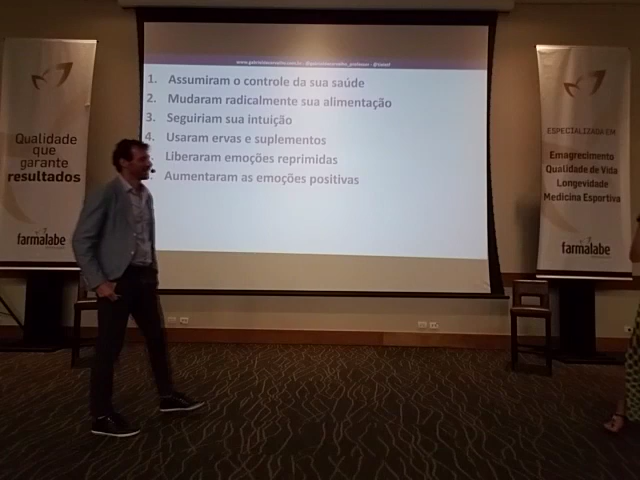 Qualidade
que
garante
resultados
farmalabe
1. Assumiram o controle da sua saúde
2. Mudaram radicalmente sua alimentação
3. Seguiriam sua intuição
4. Usaram ervas e suplementos
Liberaram emoções reprimidas
Aumentaram as emoções positivas
ESPECIALIZADA EM
Emagrecimento
Qualidade de Vida
Longevidade
Medicina Esportiva
farmalabe